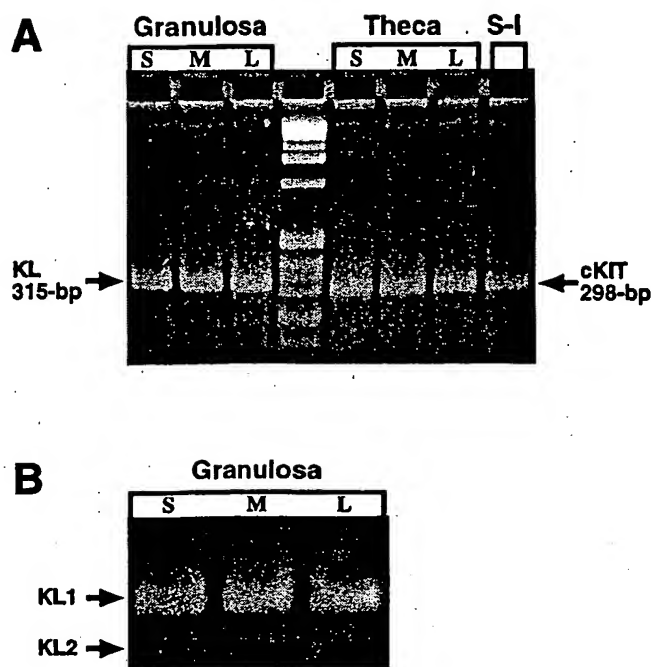 A
Granulosa Theca S-I
S M L S M L
KL
315-bp
cKIT
298-bp
B
Granulosa
S M L
KL1
KL2